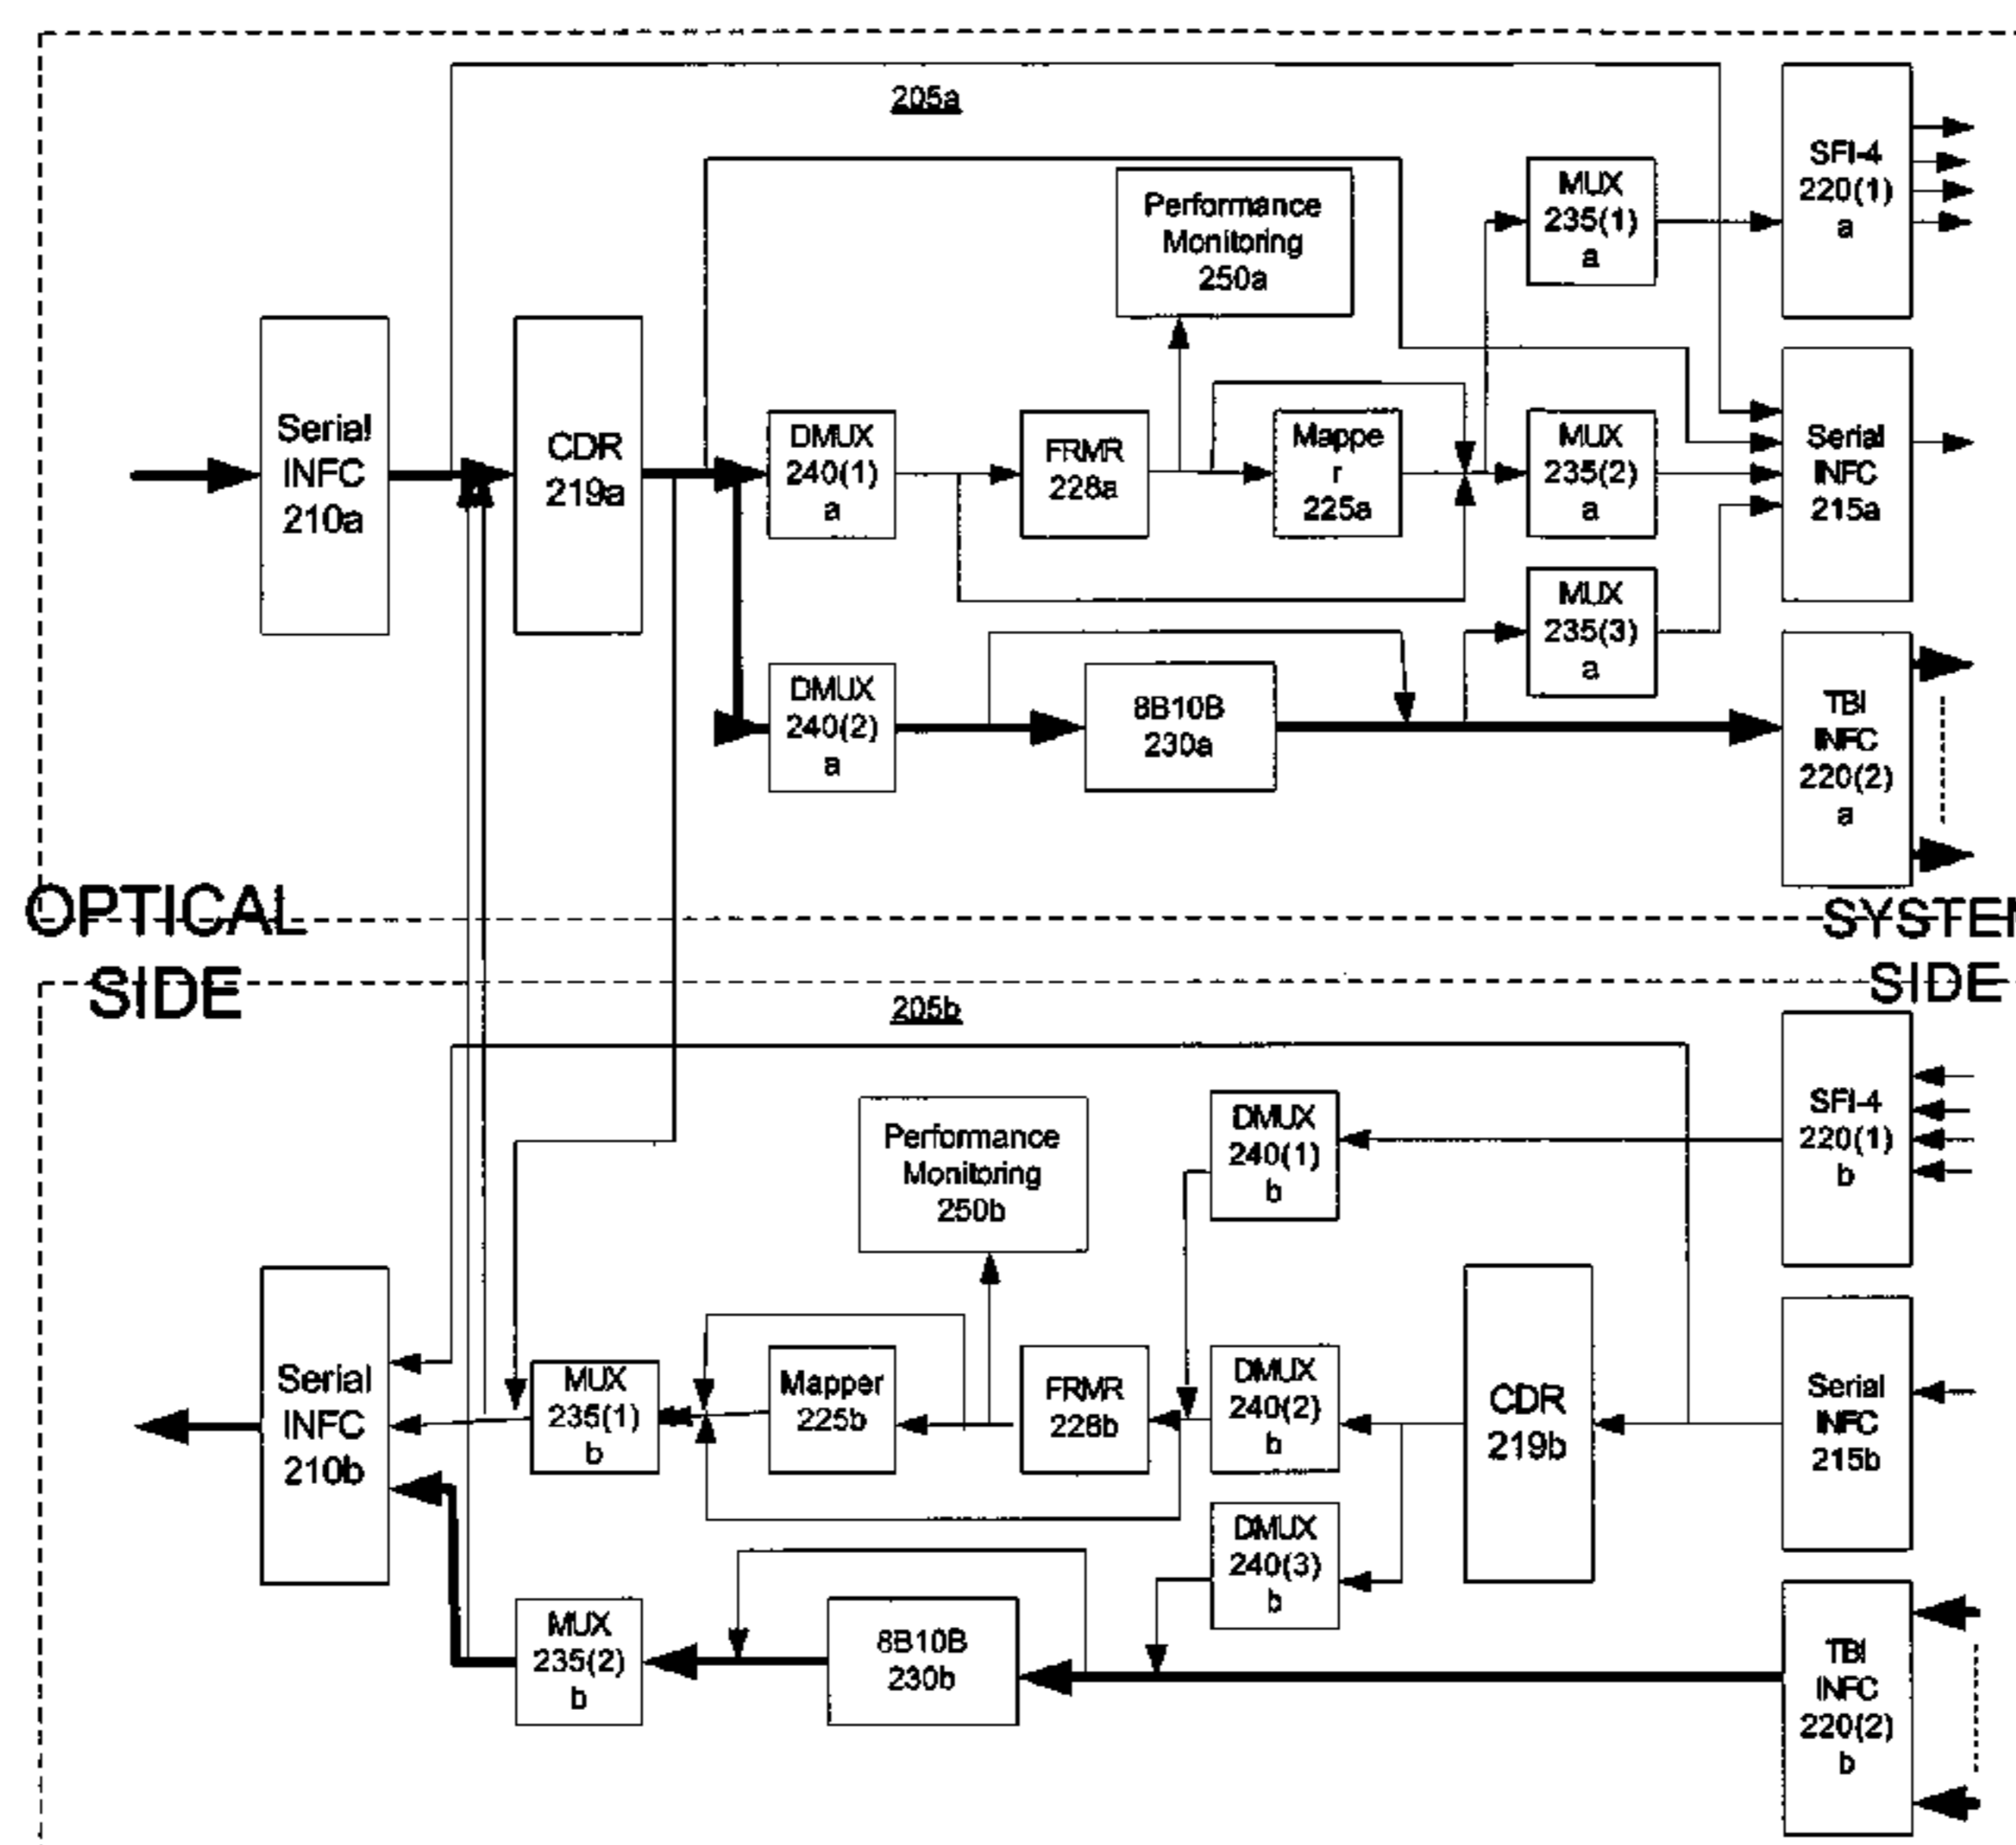 205a
SFI-4
220(1)
a
MUX
235(1)
a
Performance
Monitoring
250a
Serial
INFC
210a
CDR
219a
DMUX
240(1)
a
FRMR
228a
Mappe
r
225a
MUX
235(2)
a
Serial
INFC
215a
MUX
235(3)
a
DMUX
240(2)
a
8B10B
230a
TBI
INFC
220(2)
a
OPTICAL
SIDE
SYSTEM
SIDE
205b
SFI-4
220(1)
b
DMUX
240(1)
b
Performance
Monitoring
250b
Serial
INFC
210b
MUX
235(1)
b
Mapper
225b
FRMR
228b
DMUX
240(2)
b
CDR
219b
Serial
INFC
215b
DMUX
240(3)
b
MUX
235(2)
b
8B10B
230b
TBI
INFC
220(2)
b